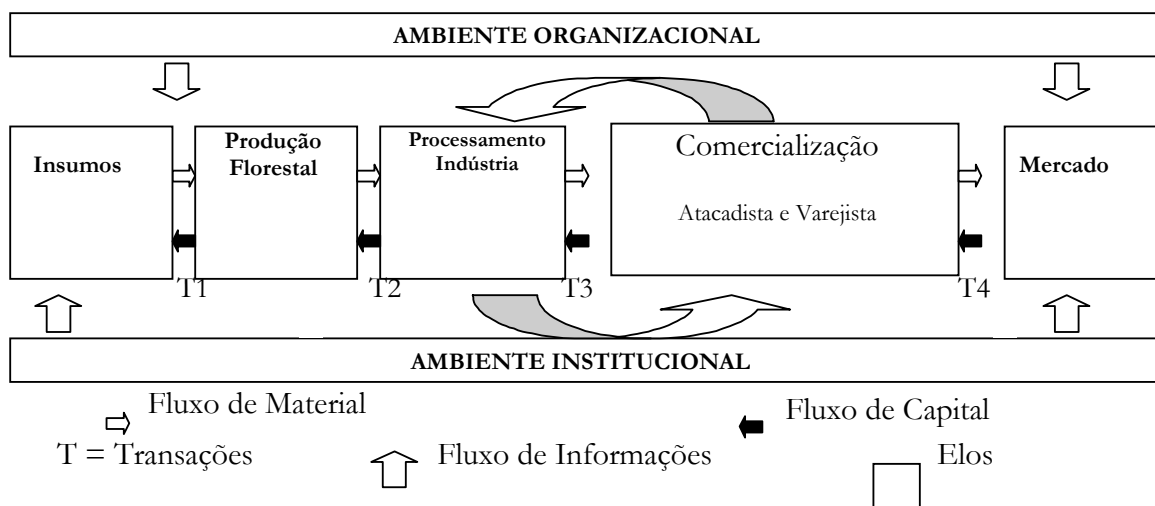 AMBIENTE ORGANIZACIONAL
Insumos
Produção
Florestal
Processamento
Indústria
Comercialização
Atacadista e Varejista
Mercado
T1
T2
T3
T4
AMBIENTE INSTITUCIONAL
Fluxo de Material
Fluxo de Capital
T = Transações
Fluxo de Informações
Elos